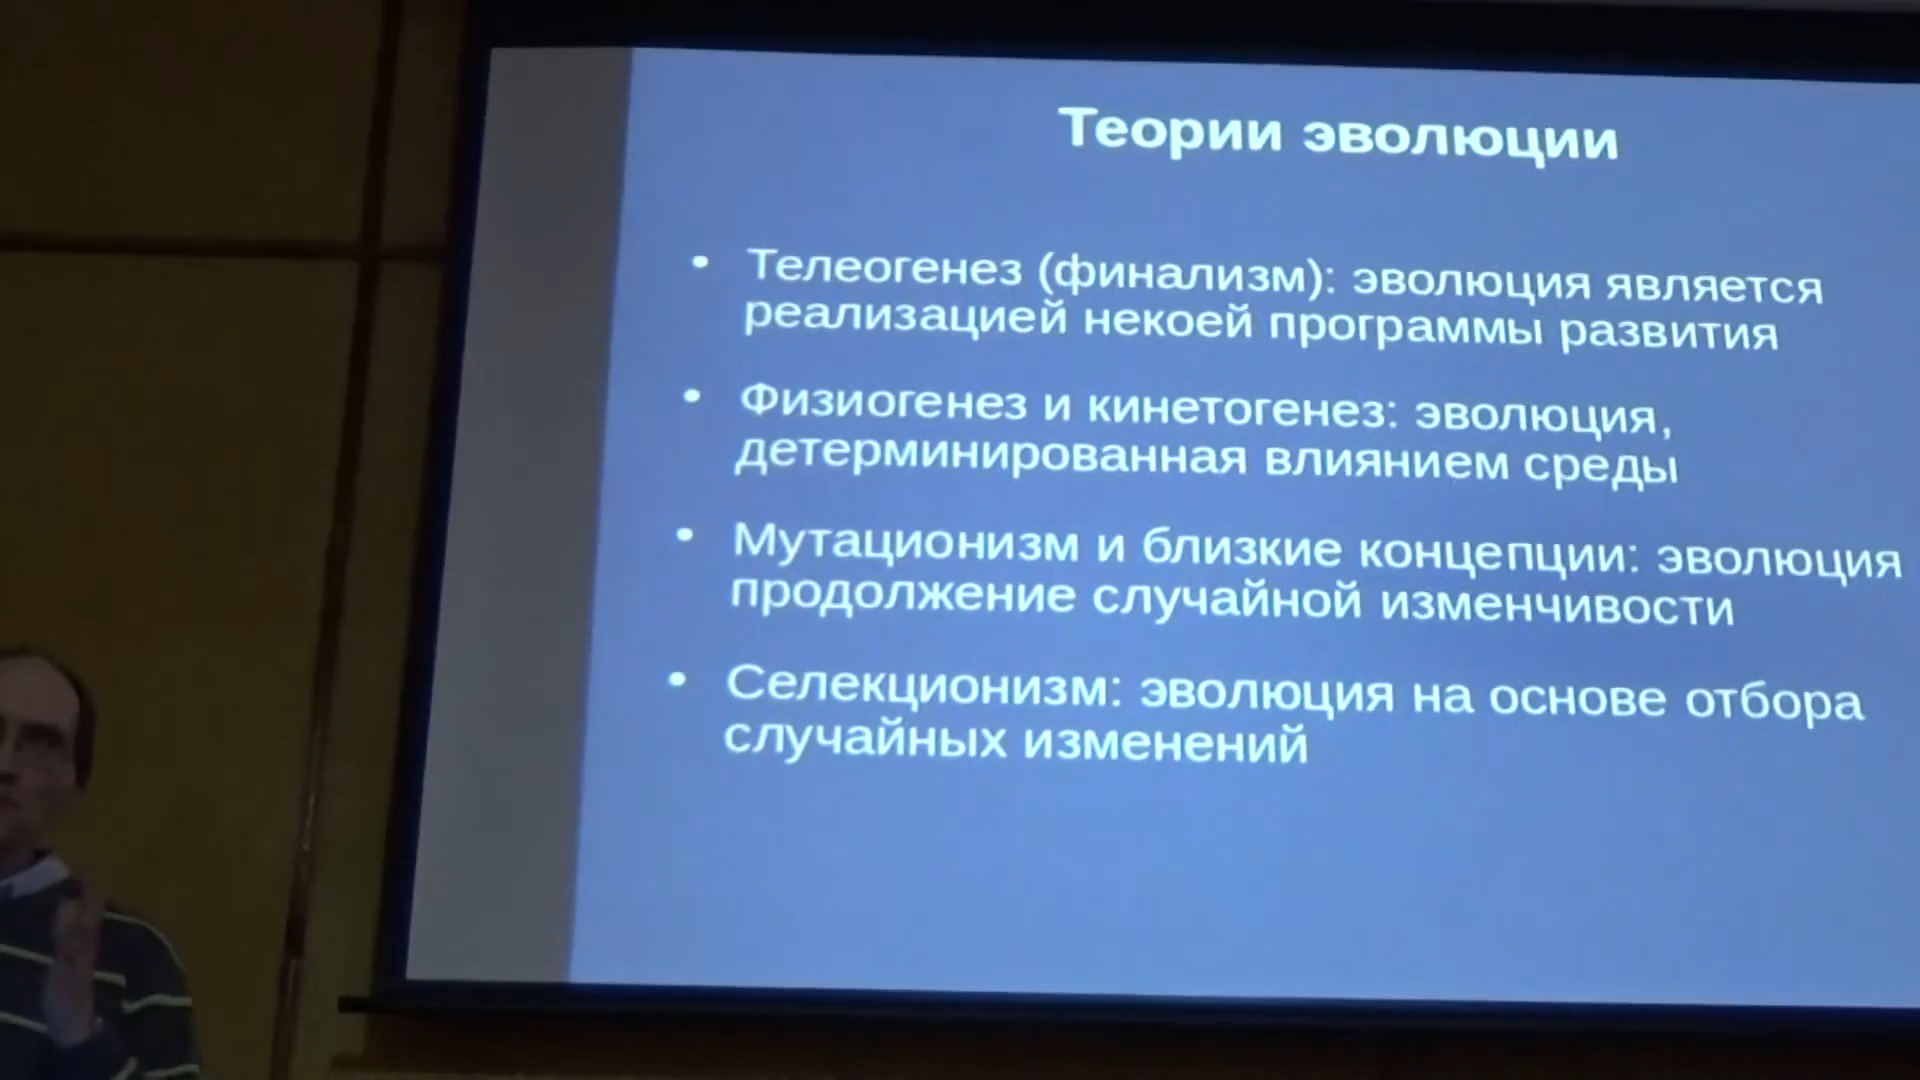 Теории эволюции
• Телеогенез (финализм): эволюция является
реализацией некоей программы развития
• Физиогенез и кинетогенез: эволюция,
детерминированная влиянием среды
• Мутационизм и близкие концепции: эволюция
продолжение случайной изменчивости
• Селекционизм: эволюция на основе отбора
случайных изменений